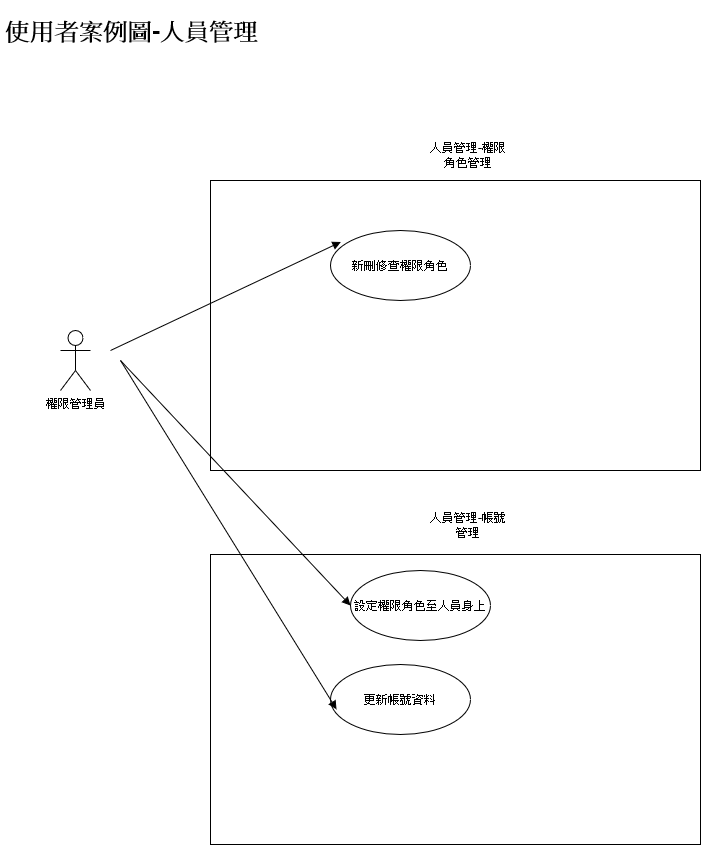 使用者案例圖-人員管理
人員管理-權限
角色管理
新刪修查權限角色
權限管理員
人員管理-帳號
管理
設定權限角色至人員身上
更新帳號資料